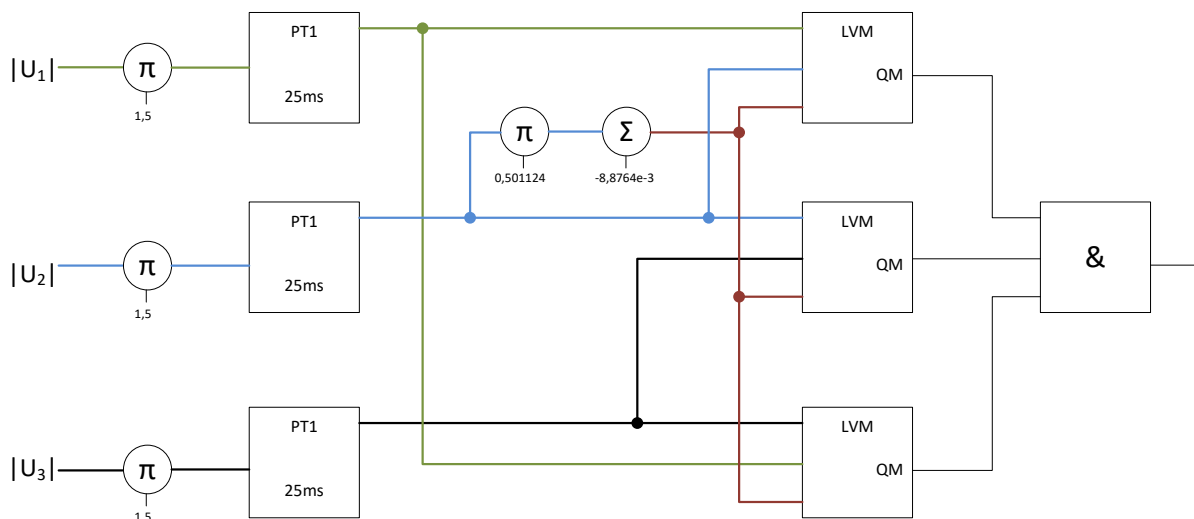 |U₁|
π
1,5
PT1
25ms
LVM
QM
π
0,501124
Σ
-8,8764e-3
|U₂|
π
1,5
PT1
25ms
LVM
QM
&
|U₃|
π
1,5
PT1
25ms
LVM
QM